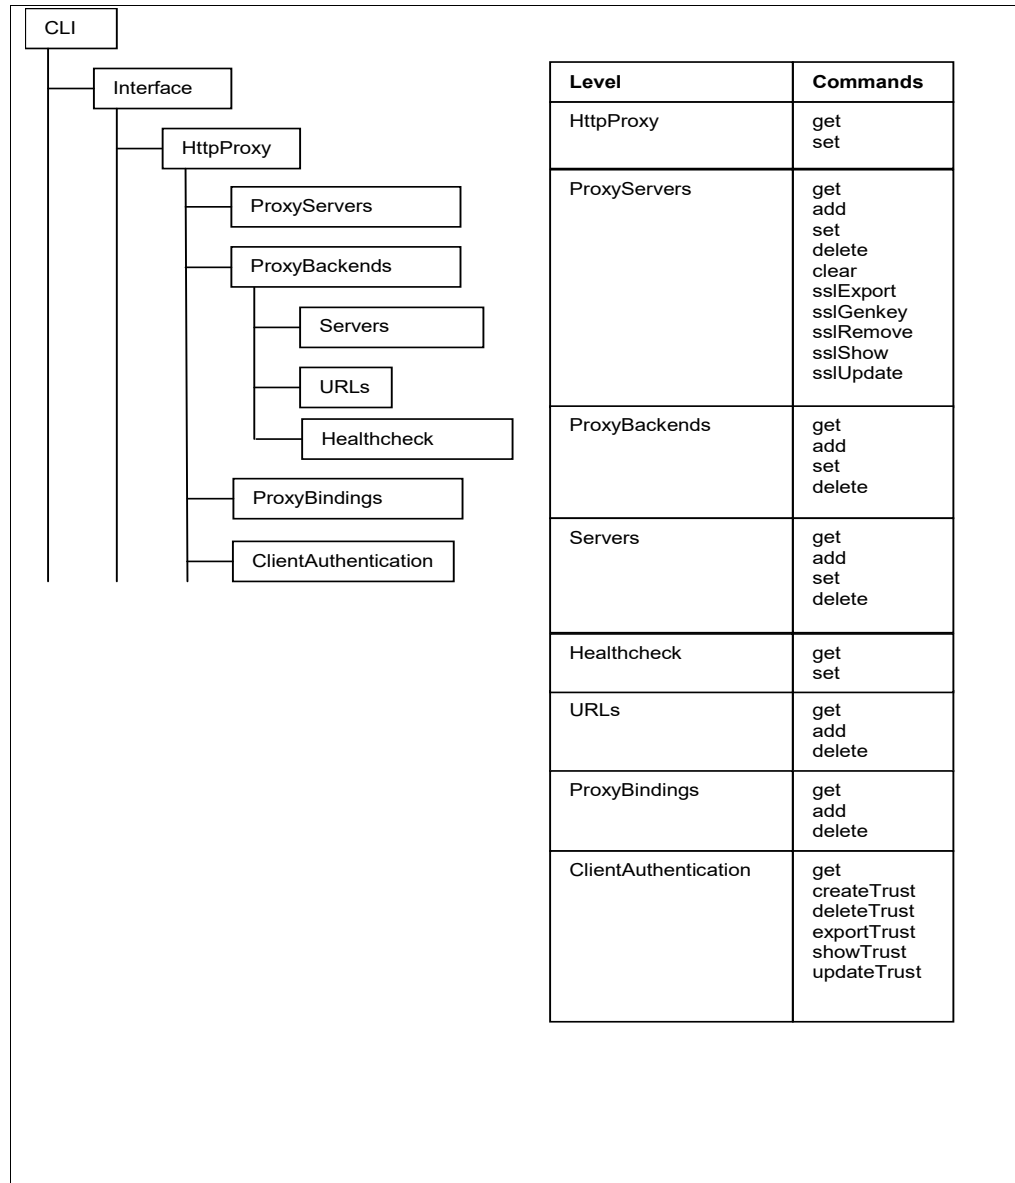 CLI
Interface
HttpProxy
ProxyServers
ProxyBackends
Servers
URLs
Healthcheck
ProxyBindings
ClientAuthentication
Level Commands
HttpProxy get
set
ProxyServers get
add
set
delete
clear
sslExport
sslGenkey
sslRemove
sslShow
sslUpdate
ProxyBackends get
add
set
delete
Servers get
add
set
delete
Healthcheck get
set
URLs get
add
delete
ProxyBindings get
add
delete
ClientAuthentication get
createTrust
deleteTrust
exportTrust
showTrust
updateTrust